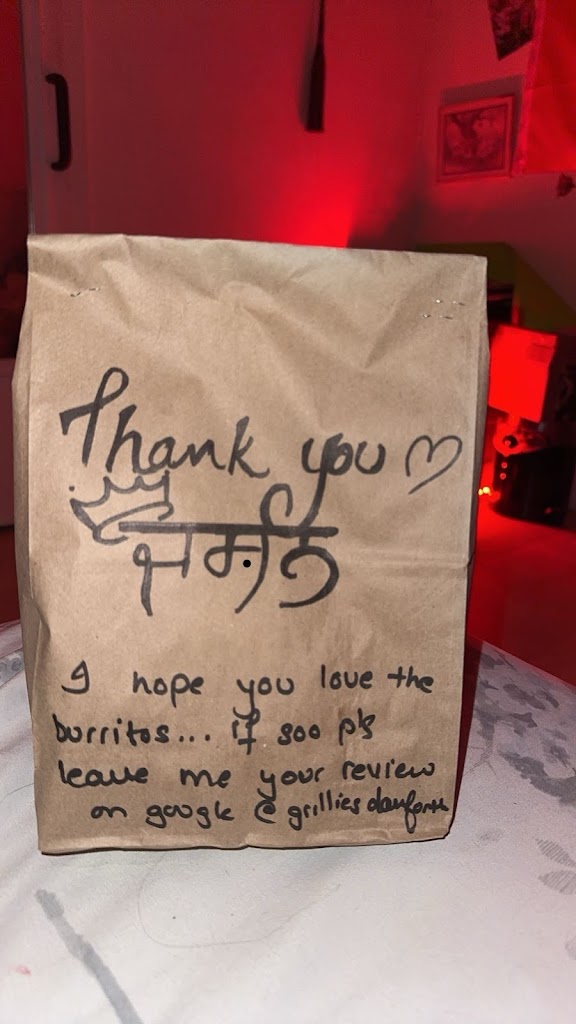 Thank you ♡
I hope you love the
burritos... if soo pls
leave me your review
on google @ grillies danforth